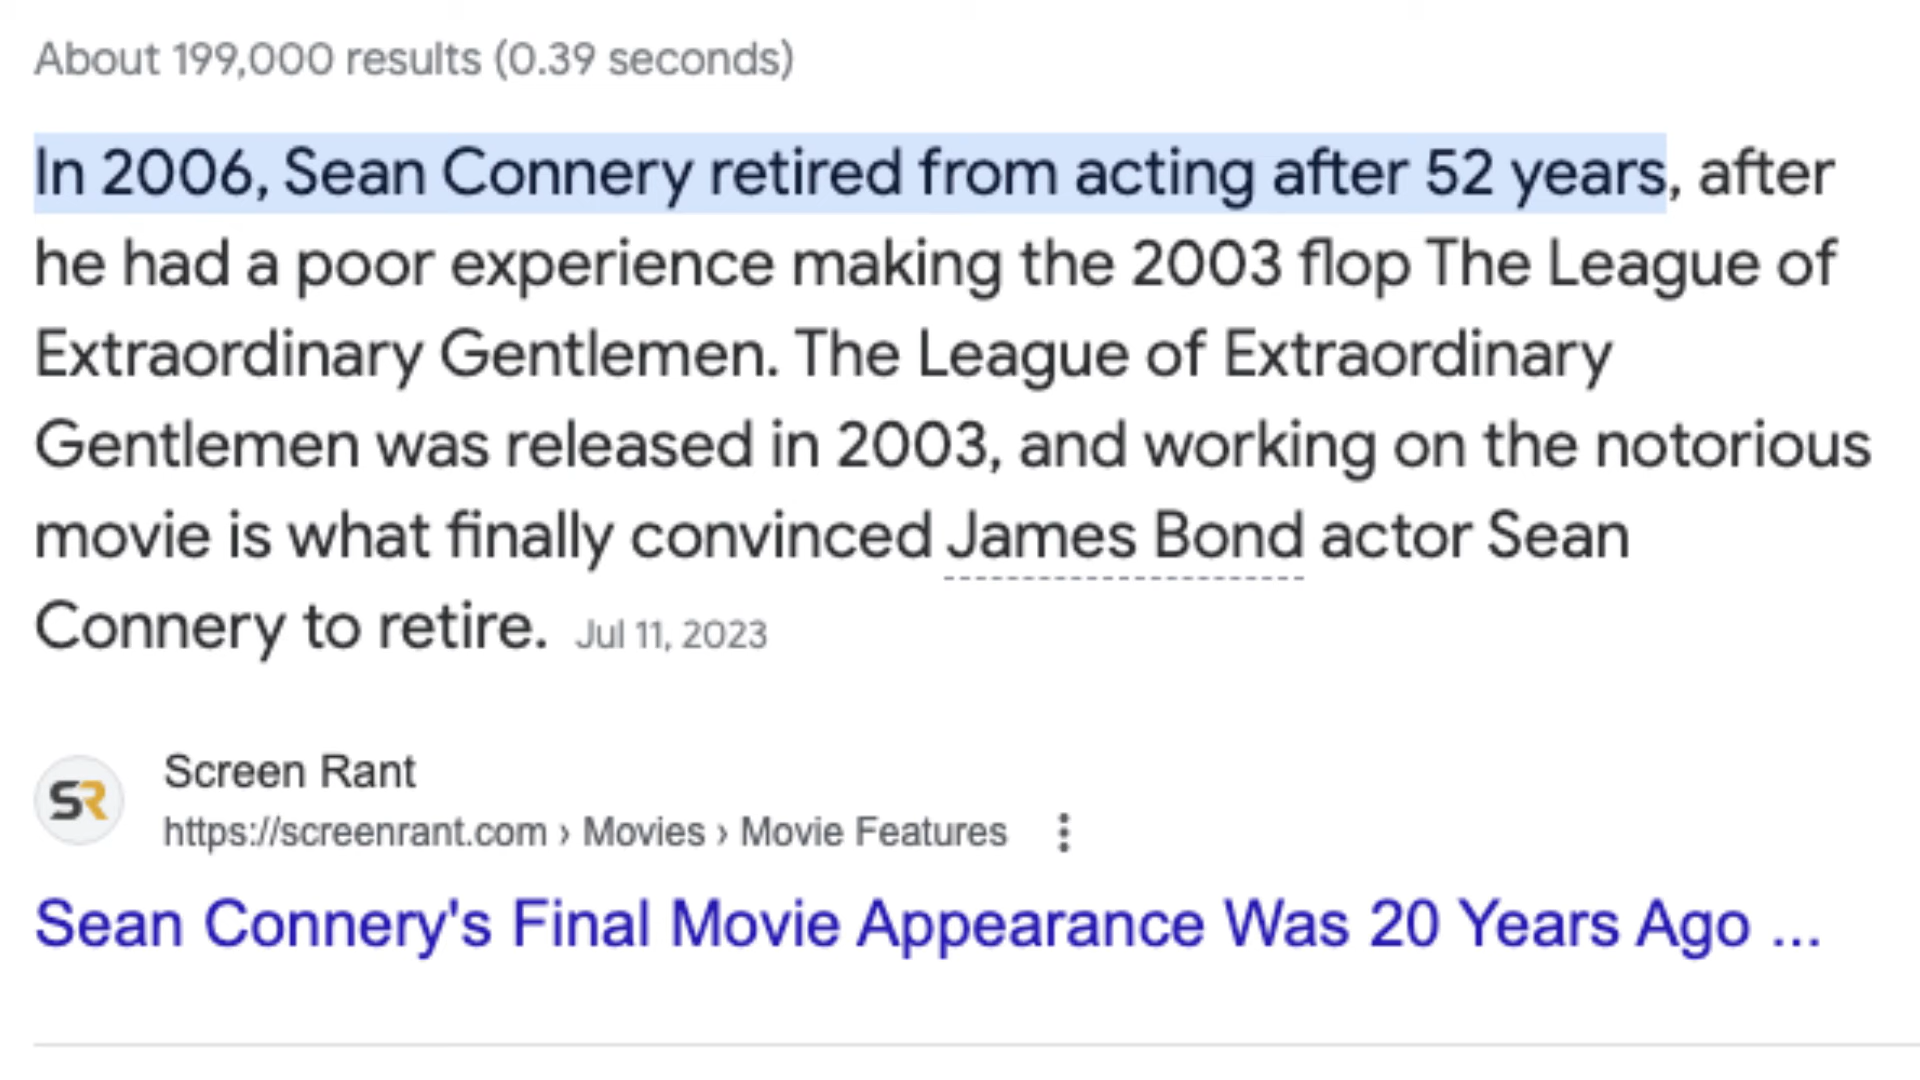 About 199,000 results (0.39 seconds)
In 2006, Sean Connery retired from acting after 52 years, after
he had a poor experience making the 2003 flop The League of
Extraordinary Gentlemen. The League of Extraordinary
Gentlemen was released in 2003, and working on the notorious
movie is what finally convinced James Bond actor Sean
Connery to retire. Jul 11, 2023
SR
Screen Rant
https://screenrant.com › Movies › Movie Features
Sean Connery's Final Movie Appearance Was 20 Years Ago ...